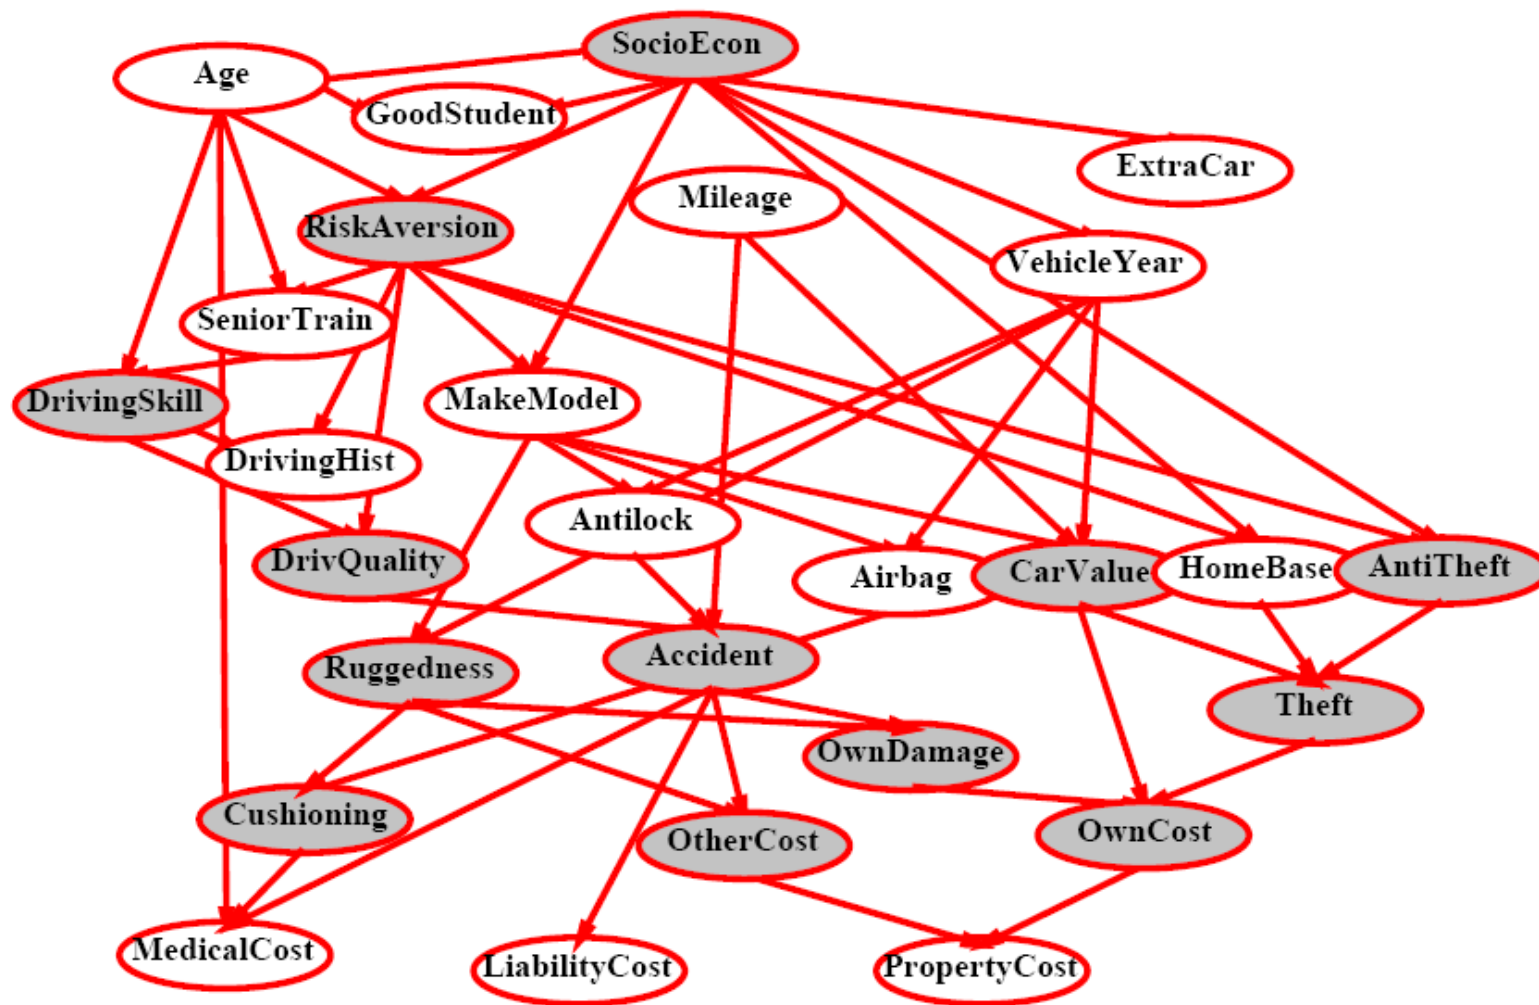 SocioEcon
Age
GoodStudent
ExtraCar
Mileage
RiskAversion
VehicleYear
SeniorTrain
DrivingSkill
MakeModel
DrivingHist
Antilock
DrivQuality
Airbag
CarValue
HomeBase
AntiTheft
Ruggedness
Accident
Theft
OwnDamage
Cushioning
OtherCost
OwnCost
MedicalCost
LiabilityCost
PropertyCost